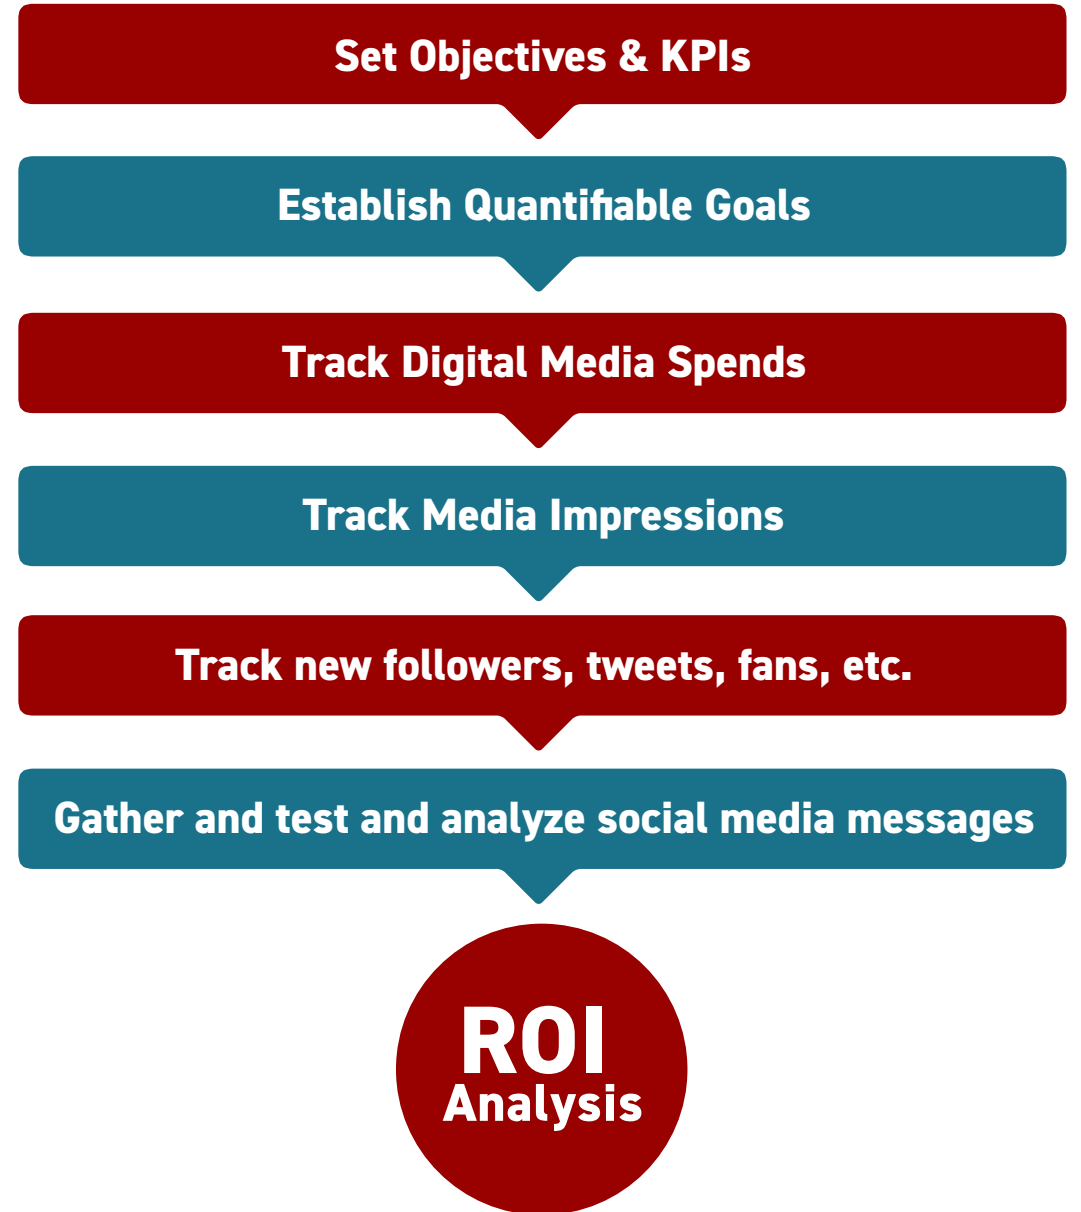 Set Objectives & KPIs
Establish Quantifiable Goals
Track Digital Media Spends
Track Media Impressions
Track new followers, tweets, fans, etc.
Gather and test and analyze social media messages
ROI
Analysis